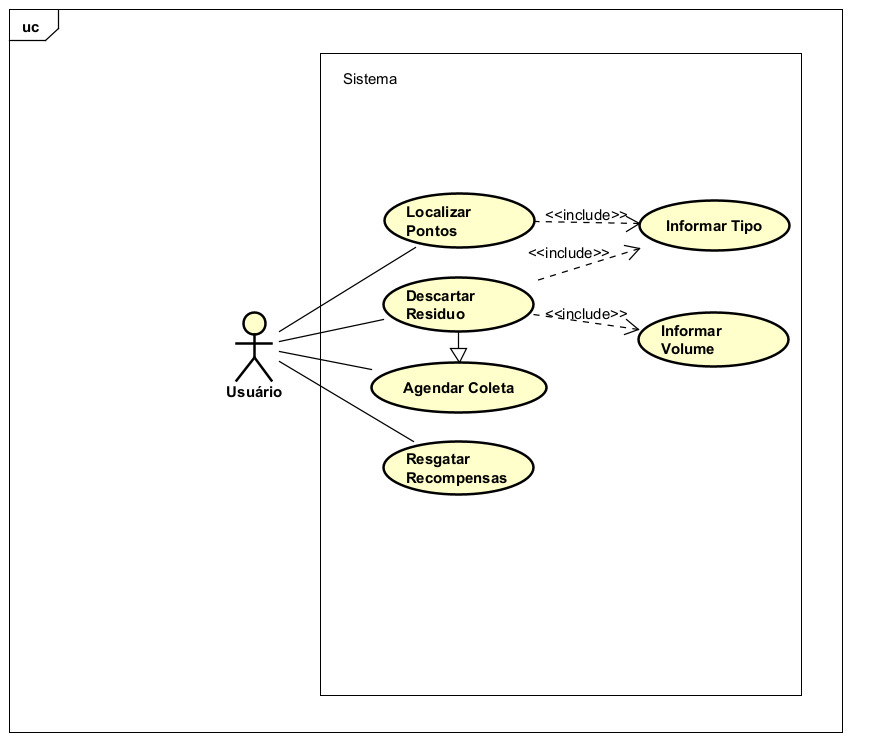 uc
Sistema
Localizar
Pontos
<<include>>
Informar Tipo
<<include>>
Descartar
Residuo
<<include>>
Informar
Volume
Usuário
Agendar Coleta
Resgatar
Recompensas